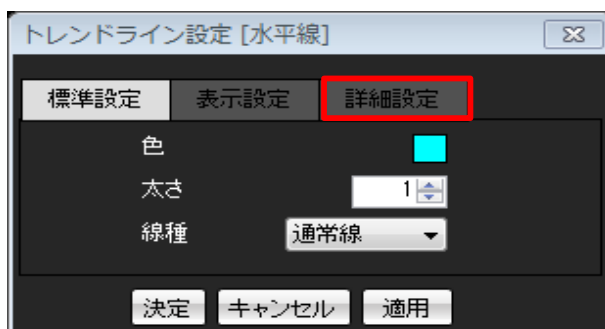 トレンドライン設定 [水平線]
標準設定 表示設定 詳細設定
色
太さ 1
線種 通常線
決定 キャンセル 適用